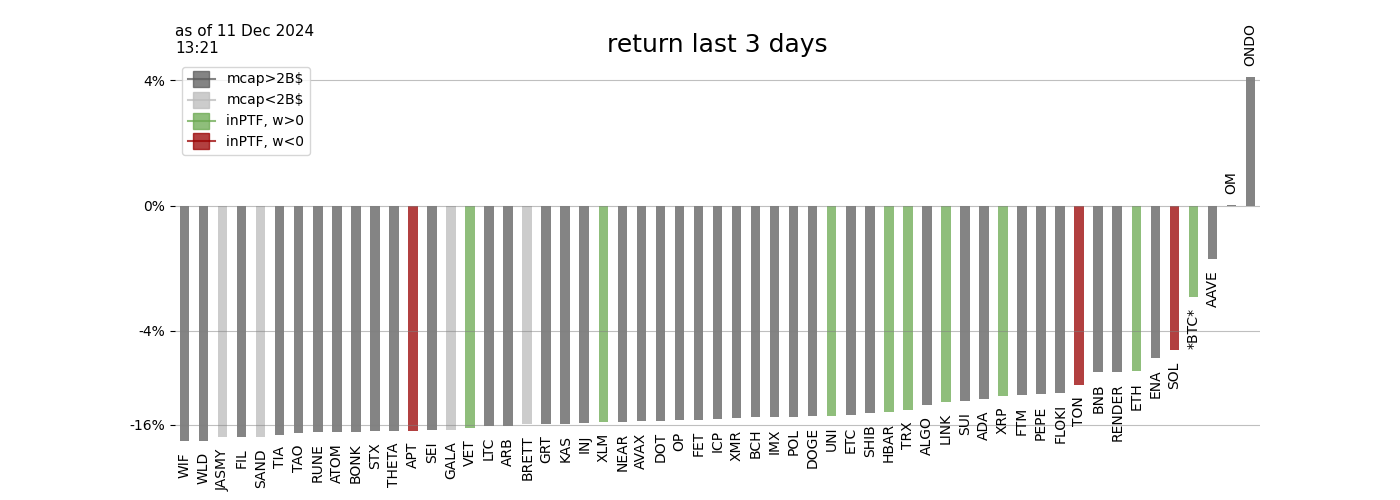 as of 11 Dec 2024
13:21
return last 3 days
mcap>2B$
mcap<2B$
inPTF, w>0
inPTF, w<0
4%
0%
-4%
-16%
WIF
WLD
JASMY
FIL
SAND
TIA
TAO
RUNE
ATOM
BONK
STX
THETA
APT
SEI
GALA
VET
LTC
ARB
BRETT
GRT
KAS
INJ
XLM
NEAR
AVAX
DOT
OP
FET
ICP
XMR
BCH
IMX
POL
DOGE
UNI
ETC
SHIB
HBAR
TRX
ALGO
LINK
SUI
ADA
XRP
FTM
PEPE
FLOKI
TON
BNB
RENDER
ETH
ENA
SOL
*BTC*
AAVE
OM
ONDO